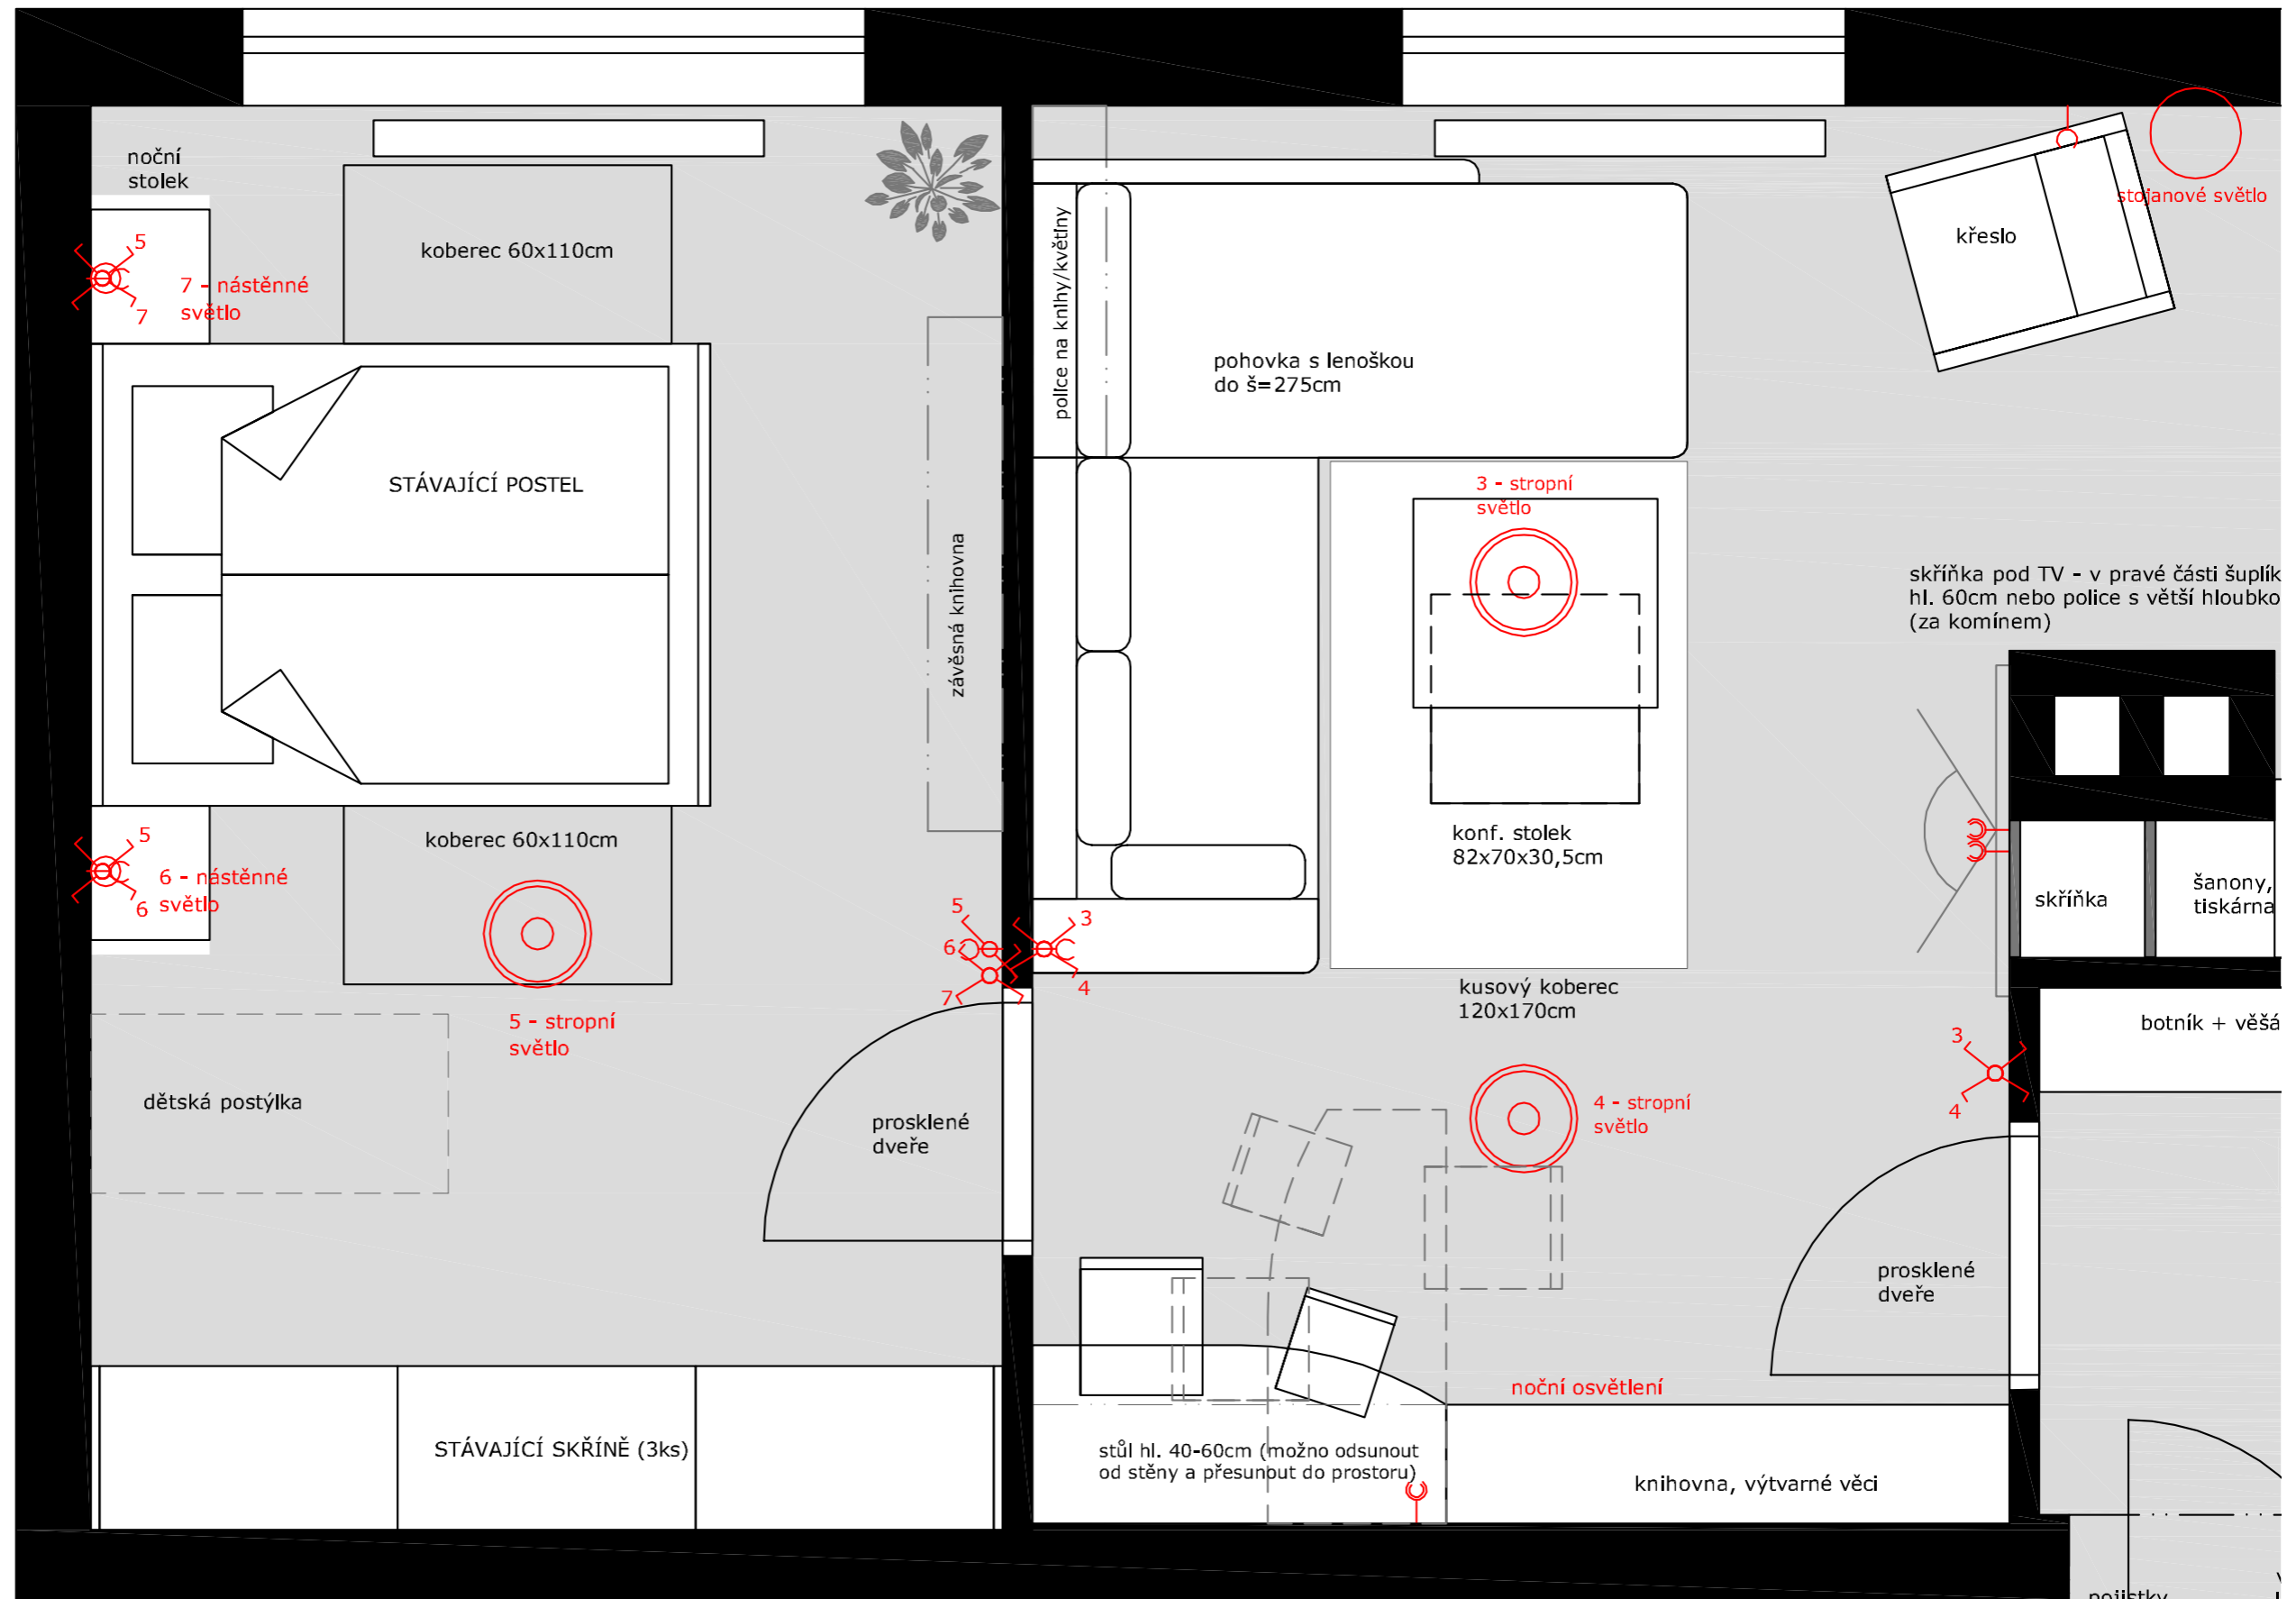 noční
stolek
5
7 - nástěnné
světlo
7
koberec 60x110cm
STÁVAJÍCÍ POSTEL
závěsná knihovna
koberec 60x110cm
5
6 - nástěnné
světlo
6
5 - stropní
světlo
dětská postýlka
5
6
7
prosklené
dveře
STÁVAJÍCÍ SKŘÍNĚ (3ks)
police na knihy/květiny
pohovka s lenoškou
do š=275cm
křeslo
stojanové světlo
3 - stropní
světlo
konf. stolek
82x70x30,5cm
skříňka pod TV - v pravé části šuplík
hl. 60cm nebo police s větší hloubko
(za komínem)
skříňka
šanony,
tiskárna
3
4
kusový koberec
120x170cm
botník + věšá
3
4
4 - stropní
světlo
prosklené
dveře
noční osvětlení
stůl hl. 40-60cm (možno odsunout
od stěny a přesunout do prostoru)
knihovna, výtvarné věci
pojistky